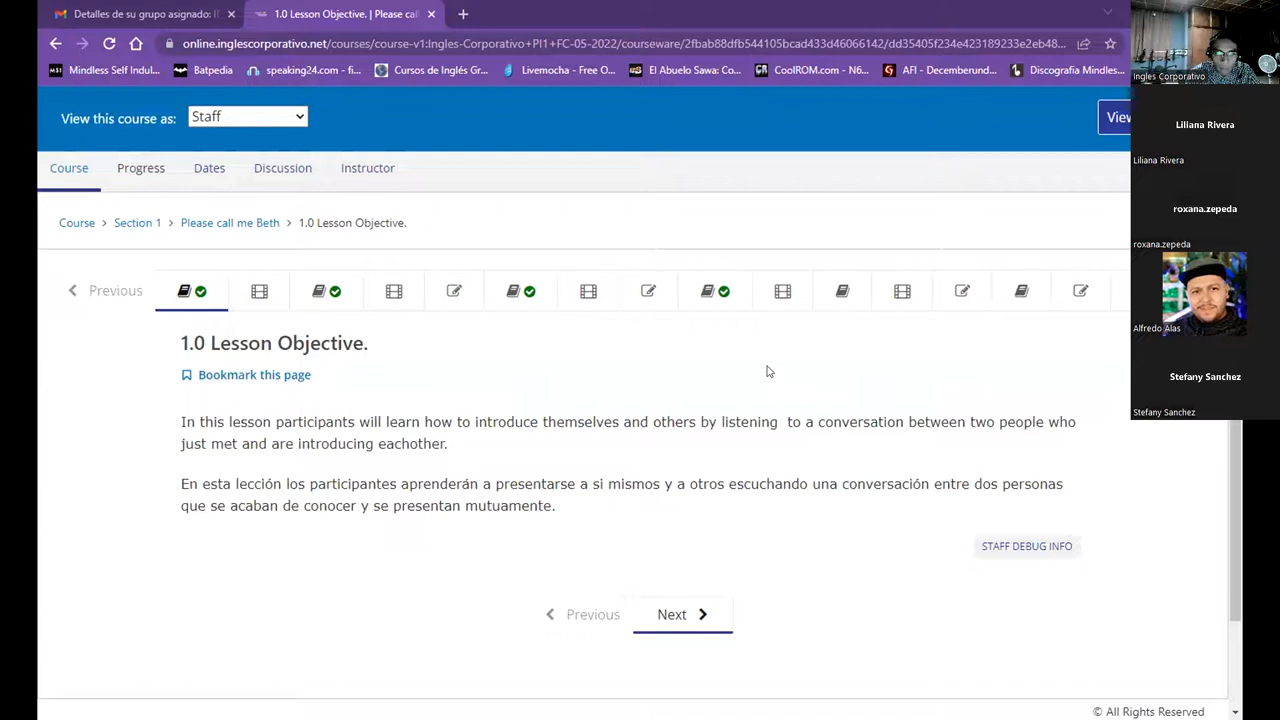 Detalles de su grupo asignado: I
1.0 Lesson Objective. | Please cal
online.inglescorporativo.net/courses/course-v1:Ingles-Corporativo+PI1+FC-05-2022/courseware/2fbab88dfb544105bcad433d46066142/dd35405f234e423189233e2eb48...
Mindless Self Indul...
Batpedia
speaking24.com - fi...
Cursos de Inglés Gr...
Livemocha - Free O...
El Abuelo Sawa: Co...
CoolROM.com - N6...
AFI - Decemberund...
Discografia Mindles...
Ingles Corporativo
View this course as:
Staff
View
Liliana Rivera
Liliana Rivera
Course
Progress
Dates
Discussion
Instructor
roxana.zepeda
roxana.zepeda
Course > Section 1 > Please call me Beth > 1.0 Lesson Objective.
Previous
Alfredo Alas
1.0 Lesson Objective.
Bookmark this page
Stefany Sanchez
Stefany Sanchez
In this lesson participants will learn how to introduce themselves and others by listening to a conversation between two people who
just met and are introducing eachother.
En esta lección los participantes aprenderán a presentarse a si mismos y a otros escuchando una conversación entre dos personas
que se acaban de conocer y se presentan mutuamente.
STAFF DEBUG INFO
Previous
Next
© All Rights Reserved